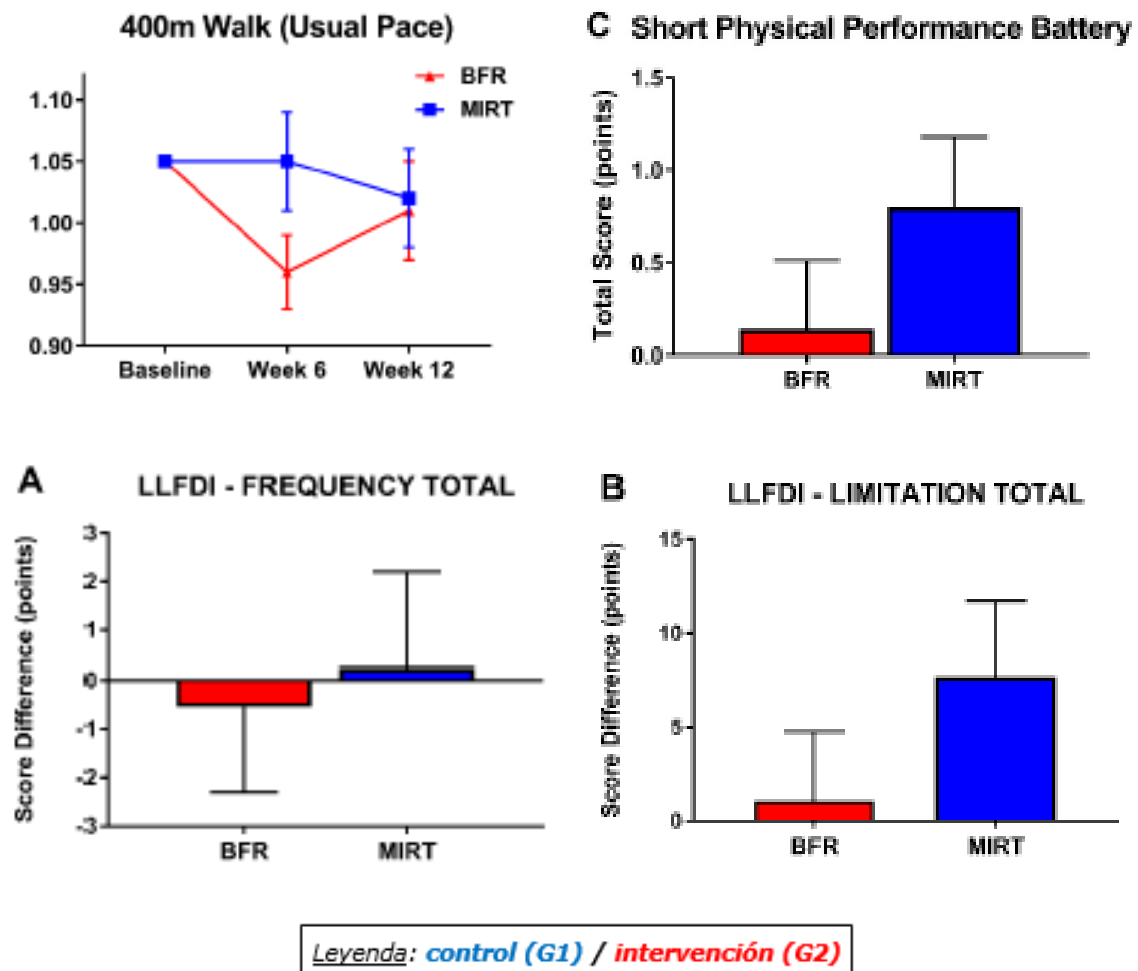 400m Walk (Usual Pace)
BFR
MIRT
1.10
1.05
1.00
0.95
0.90
Baseline Week 6 Week 12
C Short Physical Performance Battery
Total Score (points)
1.5
1.0
0.5
0.0
BFR MIRT
A LLFDI - FREQUENCY TOTAL
Score Difference (points)
3
2
1
0
-1
-2
-3
BFR MIRT
B LLFDI - LIMITATION TOTAL
Score Difference (points)
15
10
5
0
BFR MIRT
Leyenda: control (G1) / intervención (G2)